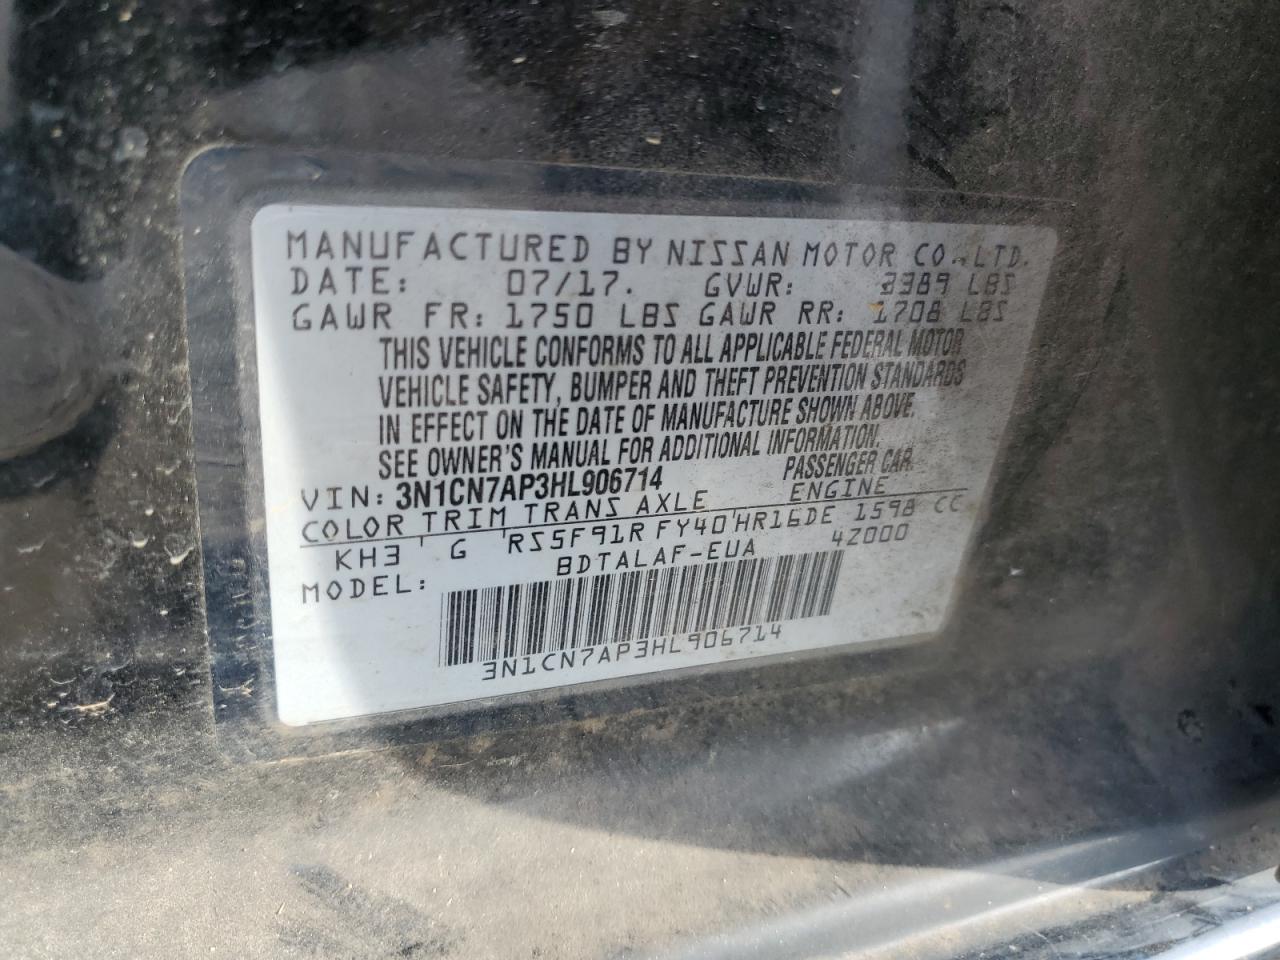 MANUFACTURED BY NISSAN MOTOR CO., LTD.
DATE: 07/17. GVWR: 3389 LBS
GAWR FR: 1750 LBS GAWR RR: 1708 LBS
THIS VEHICLE CONFORMS TO ALL APPLICABLE FEDERAL MOTOR
VEHICLE SAFETY, BUMPER AND THEFT PREVENTION STANDARDS
IN EFFECT ON THE DATE OF MANUFACTURE SHOWN ABOVE.
SEE OWNER'S MANUAL FOR ADDITIONAL INFORMATION.
VIN: 3N1CN7AP3HL906714 PASSENGER CAR.
COLOR TRIM TRANS AXLE ENGINE
KH3 ' G ' RS5F91R FY40'HR16DE 1598 CC
MODEL: BDTALAF-EUA 4Z000
3N1CN7AP3HL906714